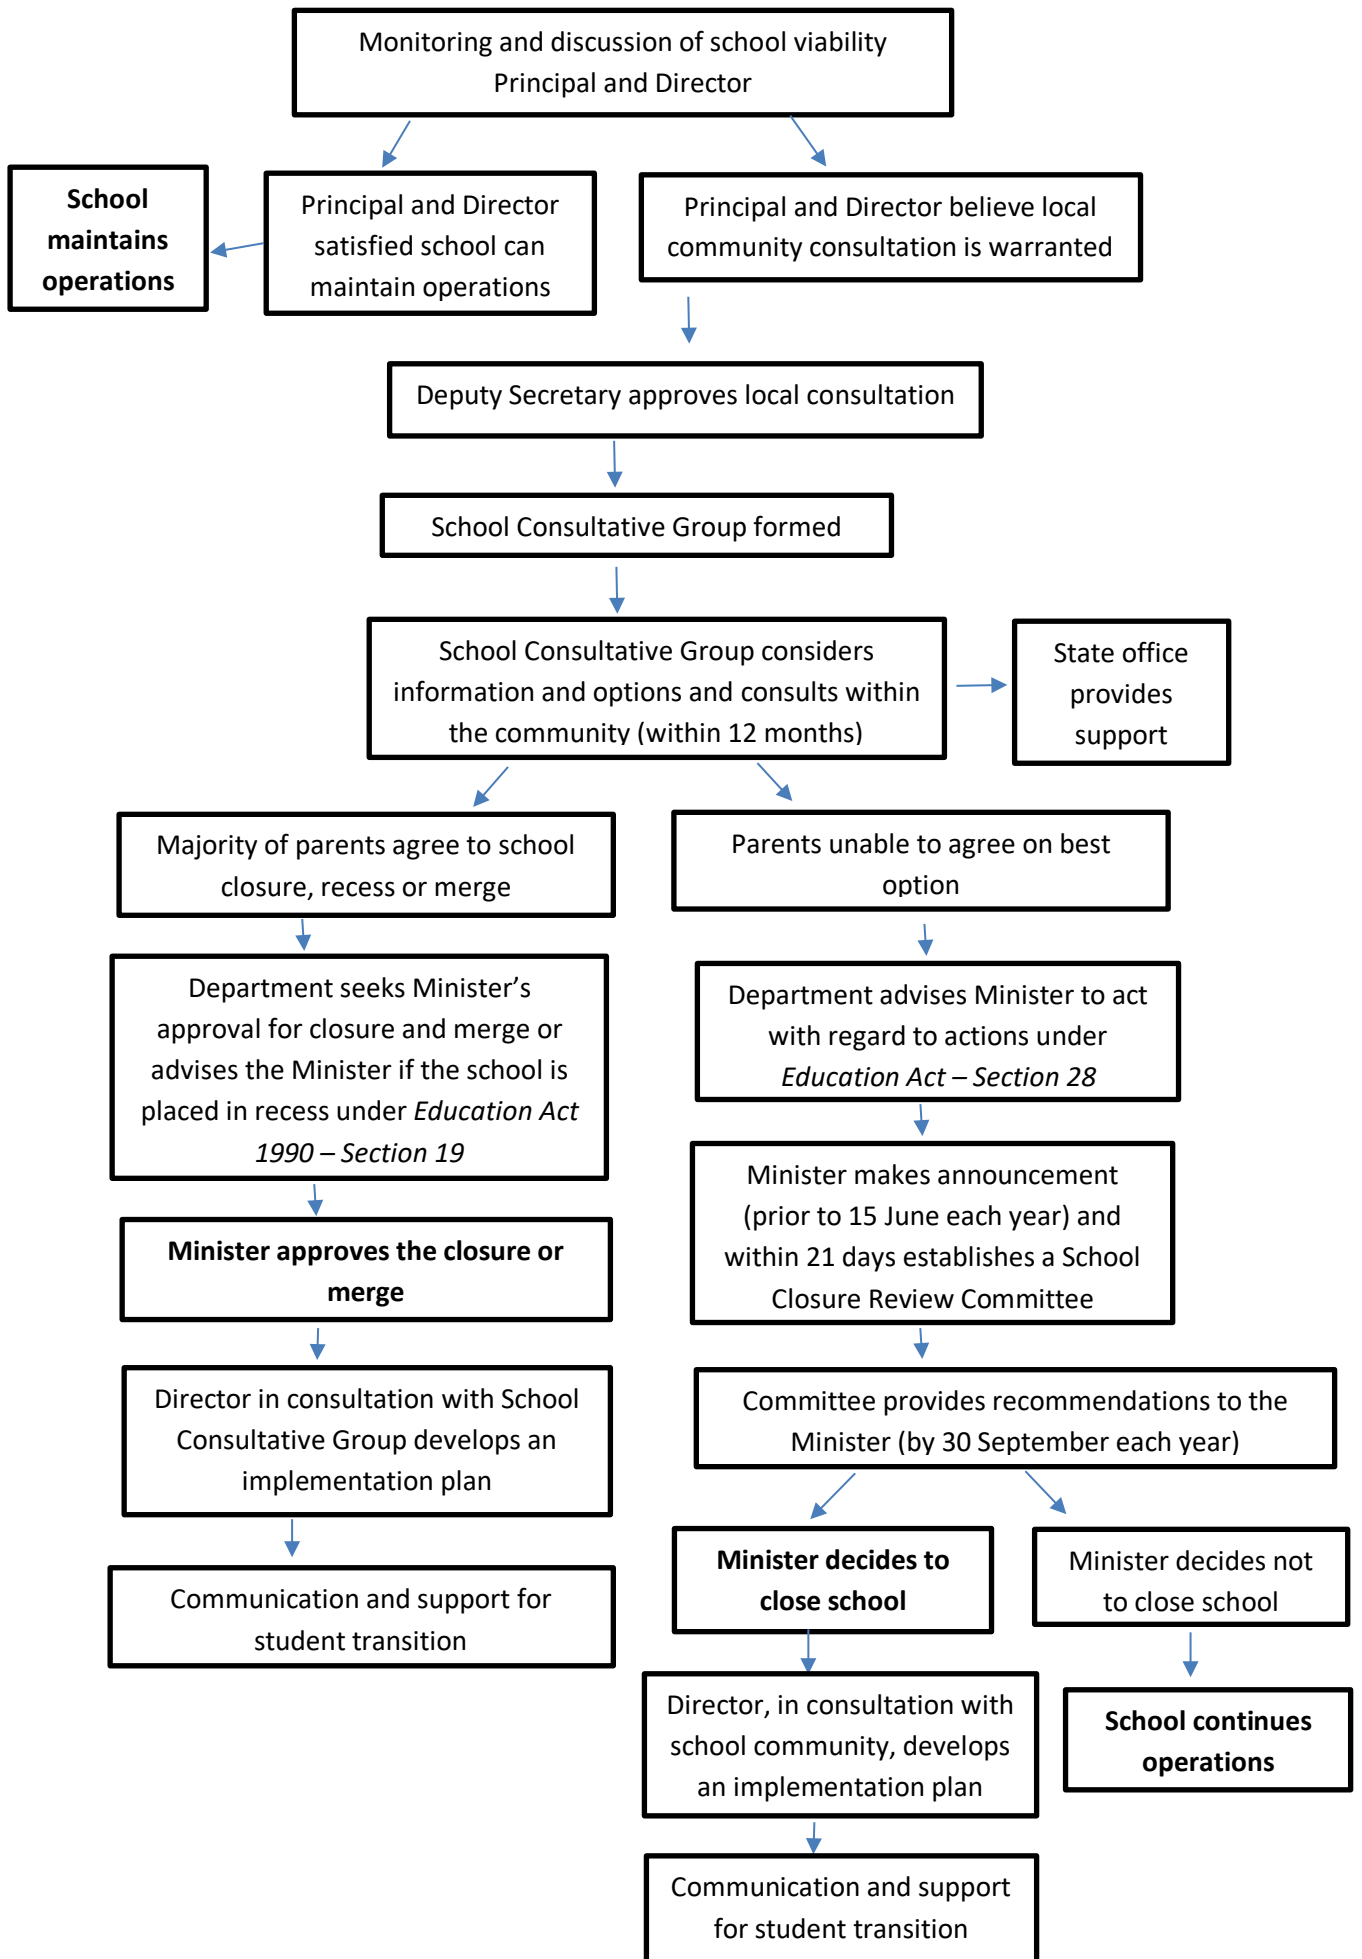 Monitoring and discussion of school viability
Principal and Director
School
maintains
operations
Principal and Director
satisfied school can
maintain operations
Principal and Director believe local
community consultation is warranted
Deputy Secretary approves local consultation
School Consultative Group formed
School Consultative Group considers
information and options and consults within
the community (within 12 months)
State office
provides
support
Majority of parents agree to school
closure, recess or merge
Parents unable to agree on best
option
Department seeks Minister’s
approval for closure and merge or
advises the Minister if the school is
placed in recess under Education Act
1990 – Section 19
Department advises Minister to act
with regard to actions under
Education Act – Section 28
Minister approves the closure or
merge
Minister makes announcement
(prior to 15 June each year) and
within 21 days establishes a School
Closure Review Committee
Director in consultation with School
Consultative Group develops an
implementation plan
Committee provides recommendations to the
Minister (by 30 September each year)
Communication and support for
student transition
Minister decides to
close school
Minister decides not
to close school
Director, in consultation with
school community, develops
an implementation plan
School continues
operations
Communication and support
for student transition